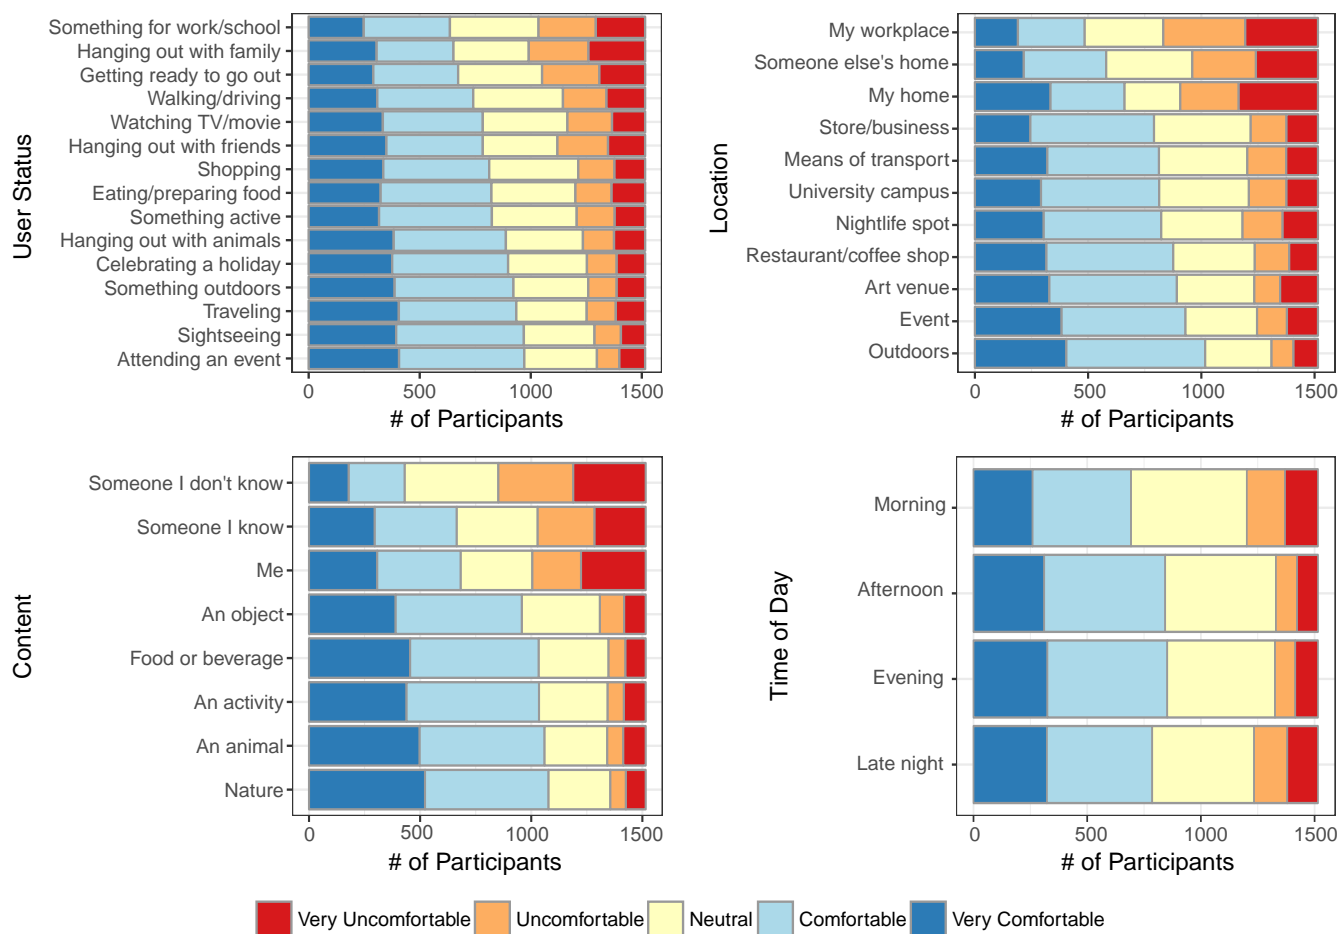 User Status
Something for work/school
Hanging out with family
Getting ready to go out
Walking/driving
Watching TV/movie
Hanging out with friends
Shopping
Eating/preparing food
Something active
Hanging out with animals
Celebrating a holiday
Something outdoors
Traveling
Sightseeing
Attending an event
0 500 1000 1500
# of Participants
Location
My workplace
Someone else's home
My home
Store/business
Means of transport
University campus
Nightlife spot
Restaurant/coffee shop
Art venue
Event
Outdoors
0 500 1000 1500
# of Participants
Content
Someone I don't know
Someone I know
Me
An object
Food or beverage
An activity
An animal
Nature
0 500 1000 1500
# of Participants
Time of Day
Morning
Afternoon
Evening
Late night
0 500 1000 1500
# of Participants
Very Uncomfortable Uncomfortable Neutral Comfortable Very Comfortable